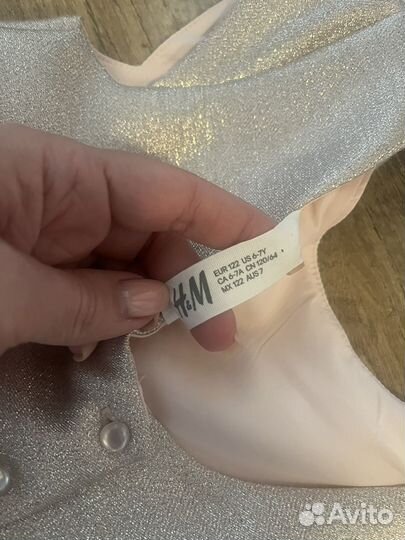 H&M
EUR 122 US 6-7Y
CA 6-7A CN 120/64
MX 122 AUS 7
Avito